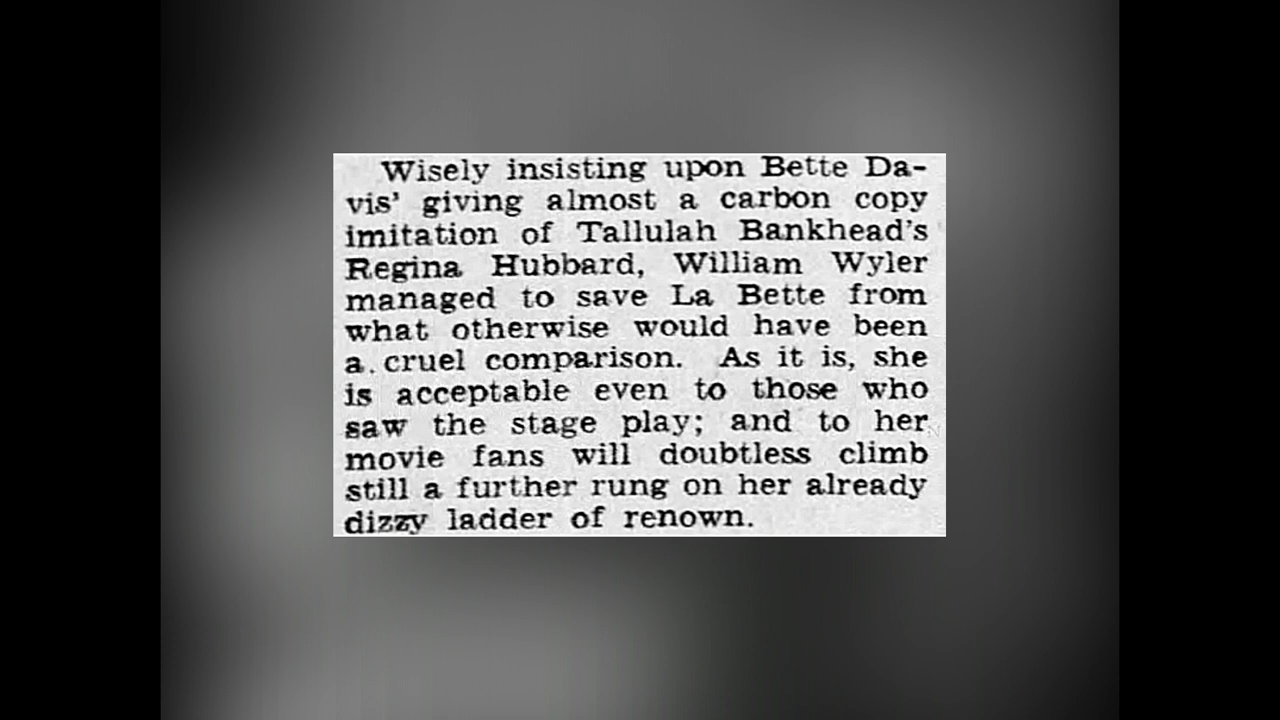 Wisely insisting upon Bette Da-
vis' giving almost a carbon copy
imitation of Tallulah Bankhead's
Regina Hubbard, William Wyler
managed to save La Bette from
what otherwise would have been
a cruel comparison. As it is, she
is acceptable even to those who
saw the stage play; and to her
movie fans will doubtless climb
still a further rung on her already
dizzy ladder of renown.